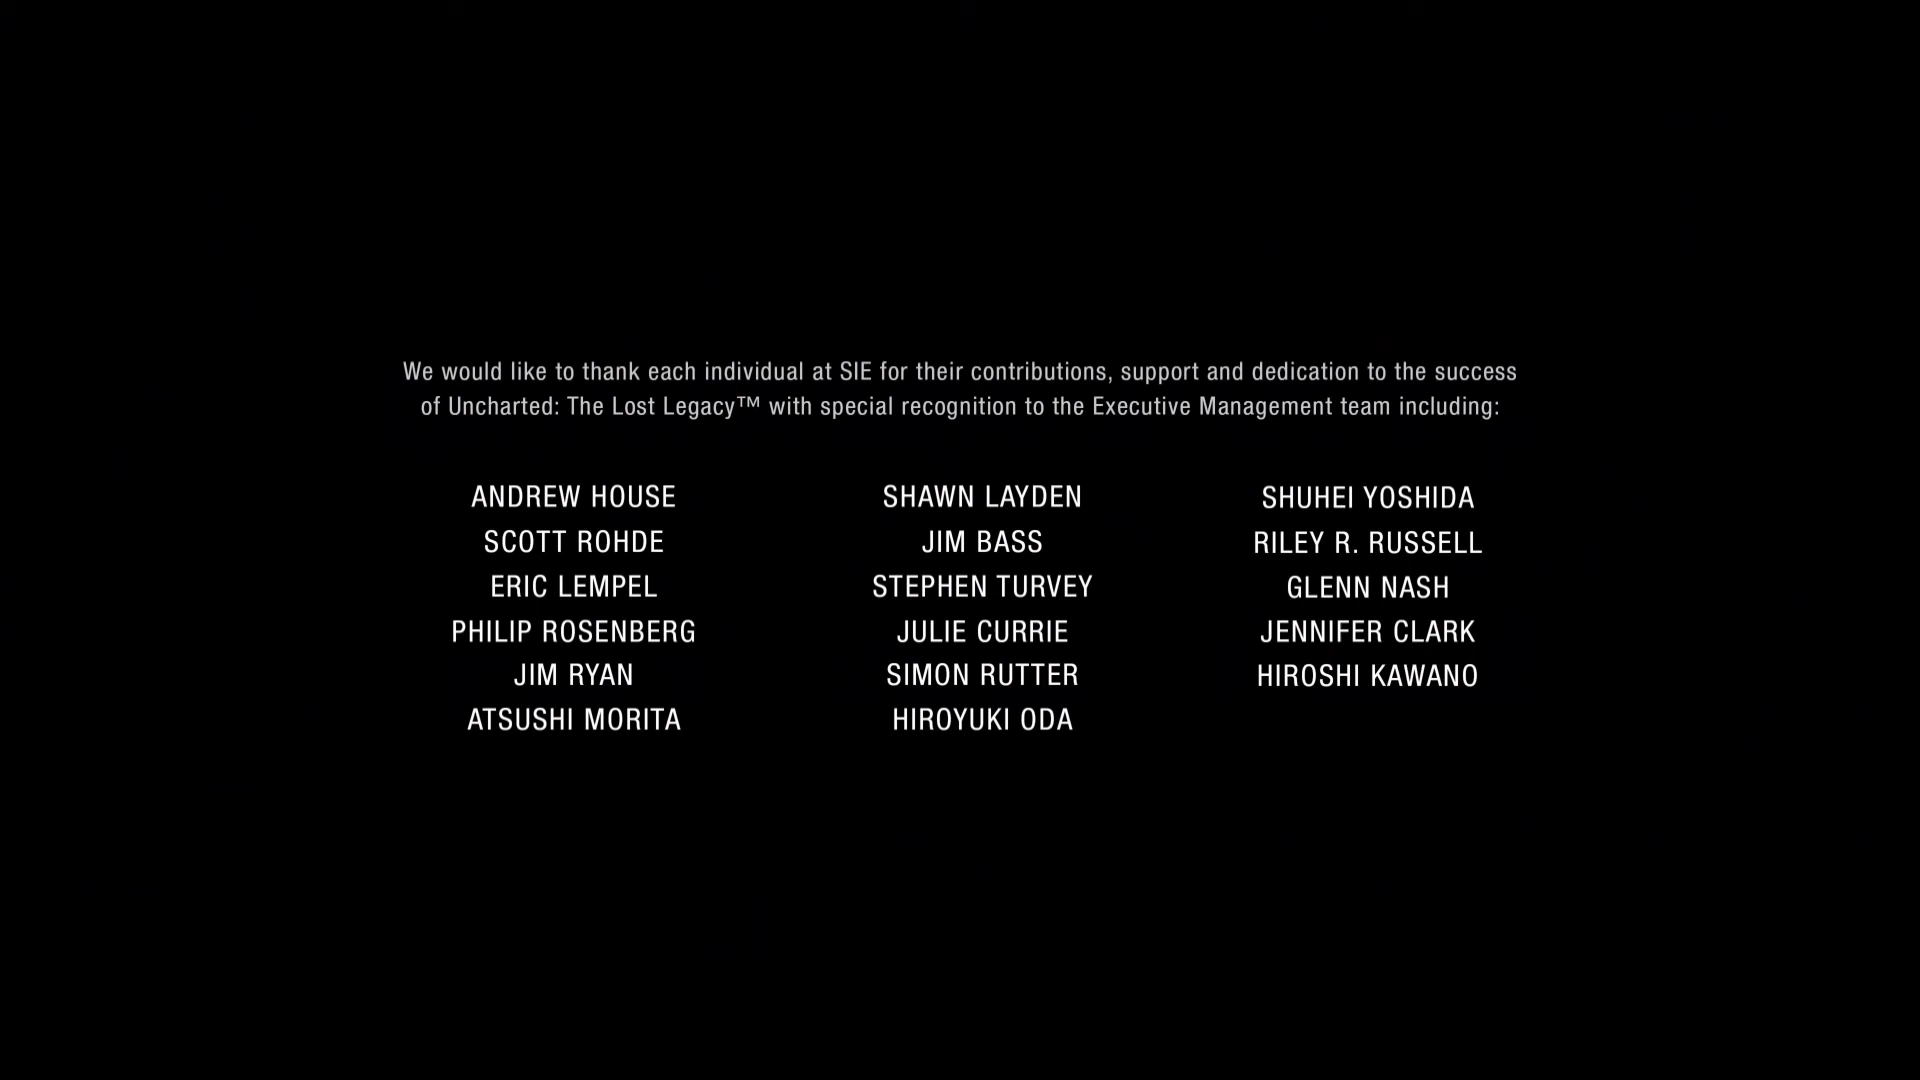 We would like to thank each individual at SIE for their contributions, support and dedication to the success
of Uncharted: The Lost Legacy™ with special recognition to the Executive Management team including:
ANDREW HOUSE SHAWN LAYDEN SHUHEI YOSHIDA
SCOTT ROHDE JIM BASS RILEY R. RUSSELL
ERIC LEMPEL STEPHEN TURVEY GLENN NASH
PHILIP ROSENBERG JULIE CURRIE JENNIFER CLARK
JIM RYAN SIMON RUTTER HIROSHI KAWANO
ATSUSHI MORITA HIROYUKI ODA